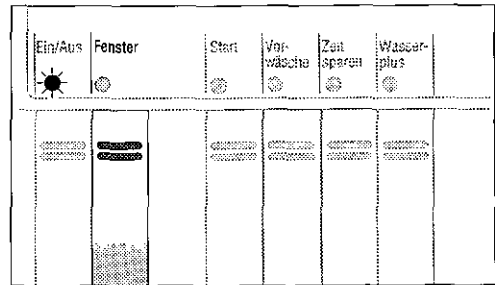 Ein/Aus
Fenster
Start
Vor-
wäsche
Zeit
sparen
Wasser-
plus